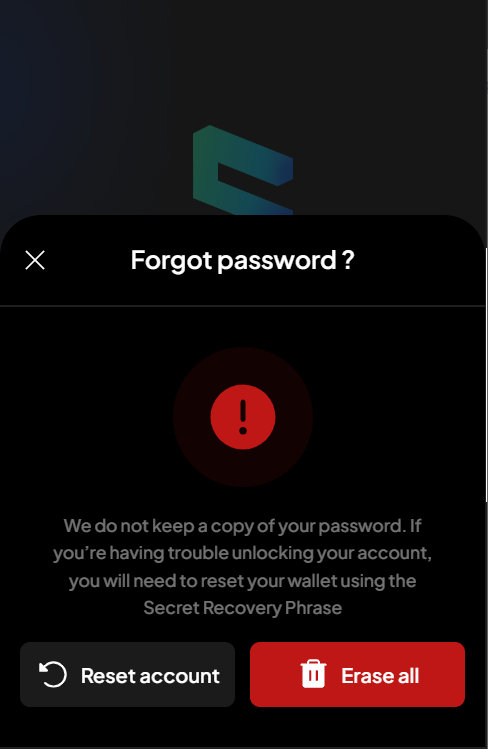 Forgot password ?
We do not keep a copy of your password. If
you’re having trouble unlocking your account,
you will need to reset your wallet using the
Secret Recovery Phrase
Reset account
Erase all